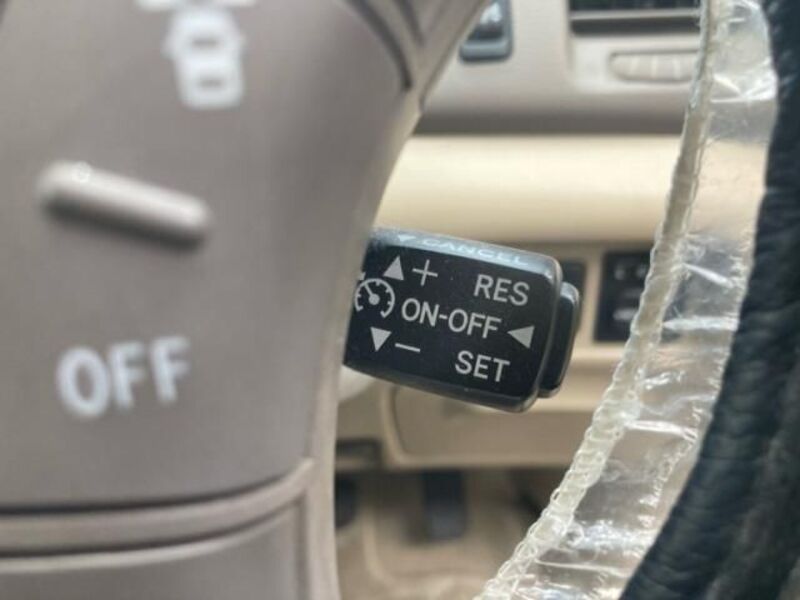 CANCEL
+ RES
ON-OFF
− SET
OFF